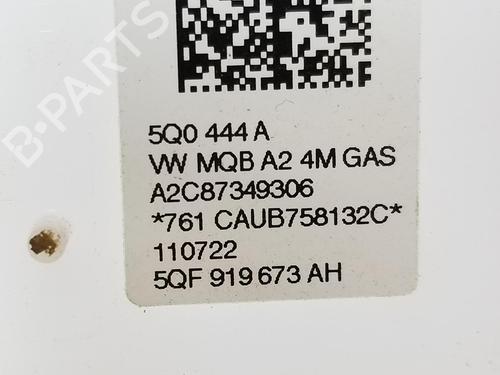 B-PARTS
5Q0 444 A
VW MQB A2 4M GAS
A2C87349306
*761 CAUB758132C*
110722
5QF 919 673 AH